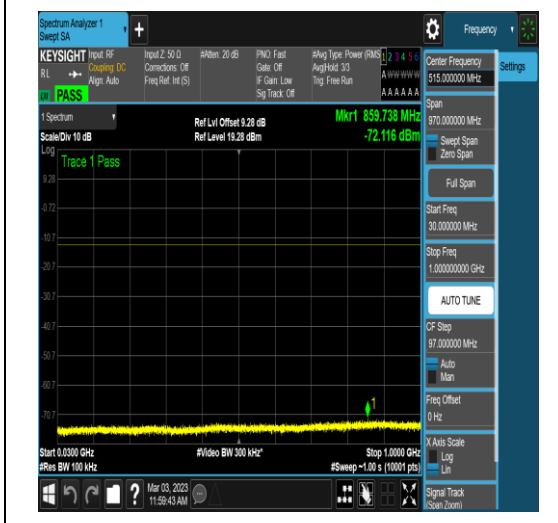 Spectrum Analyzer 1
Swept SA
+
Frequency
KEYSIGHT
RL
PASS
Input: RF
Coupling: DC
Align: Auto
Input Z: 50 Ω
Corrections: Off
Freq Ref: Int (S)
#Atten: 20 dB
PNO: Fast
Gate: Off
IF Gain: Low
Sig Track: Off
#Avg Type: Power (RMS
Avg|Hold: 3/3
Trig: Free Run
1 2 3 4 5 6
A W W W W W
A A A A A A
1 Spectrum
Scale/Div 10 dB
Ref Lvl Offset 9.28 dB
Ref Level 19.28 dBm
Mkr1 859.738 MHz
-72.116 dBm
Log
Trace 1 Pass
9.28
-0.72
-10.7
-20.7
-30.7
-40.7
-50.7
-60.7
-70.7
1
Start 0.0300 GHz
#Res BW 100 kHz
#Video BW 300 kHz*
Stop 1.0000 GHz
#Sweep ~1.00 s (10001 pts)
?
Mar 03, 2023
11:59:43 AM
Center Frequency
515.000000 MHz
Span
970.000000 MHz
Swept Span
Zero Span
Full Span
Start Freq
30.000000 MHz
Stop Freq
1.000000000 GHz
AUTO TUNE
CF Step
97.000000 MHz
Auto
Man
Freq Offset
0 Hz
X Axis Scale
Log
Lin
Signal Track
(Span Zoom)
Settings